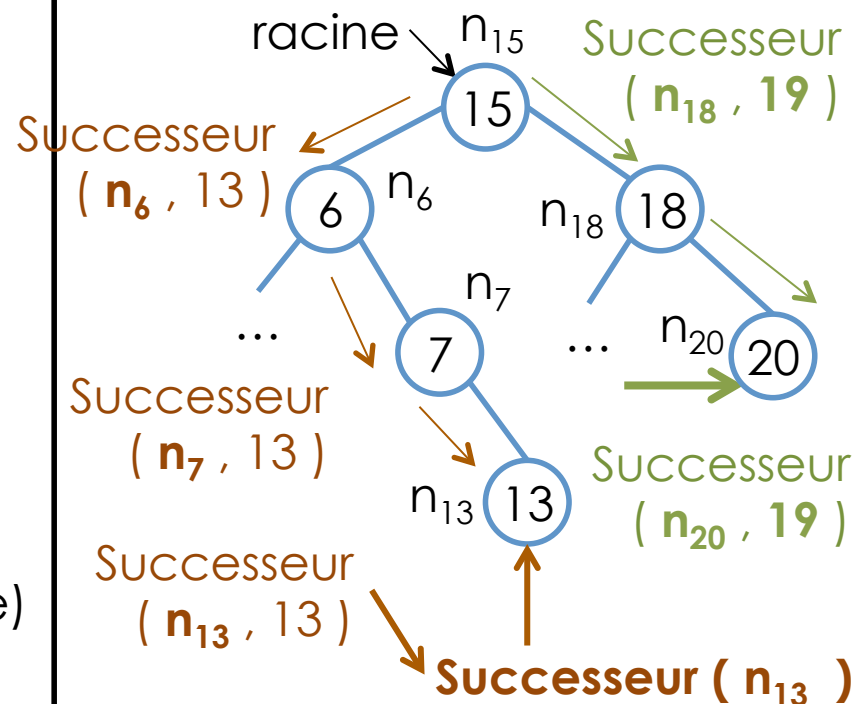 racine n₁₅
Successeur
( n₁₈ , 19 )
15
Successeur
( n₆ , 13 )
6
n₆
n₁₈
18
n₇
...
7
...
n₂₀
20
Successeur
( n₇ , 13 )
n₁₃
13
Successeur
( n₂₀ , 19 )
Successeur
( n₁₃ , 13 )
e)
Successeur ( n₁₃ )